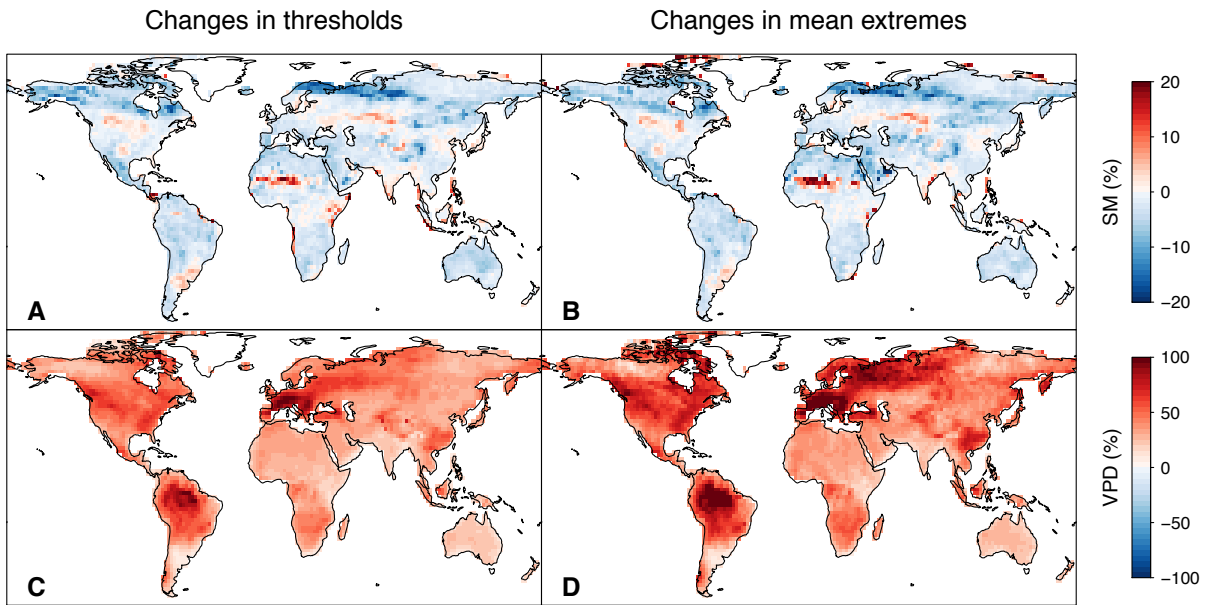 Changes in thresholds
Changes in mean extremes
A
B
20
10
0
−10
−20
SM (%)
C
D
100
50
0
−50
−100
VPD (%)